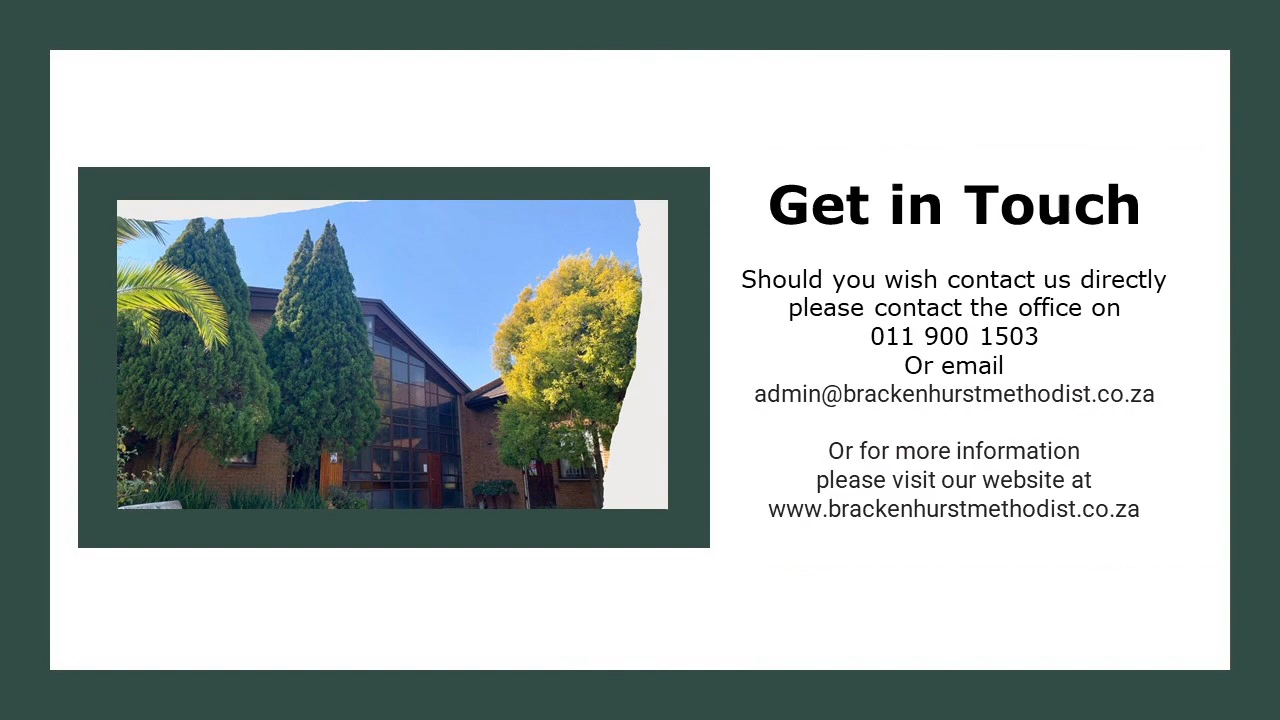 Get in Touch
Should you wish contact us directly
please contact the office on
011 900 1503
Or email
admin@brackenhurstmethodist.co.za
Or for more information
please visit our website at
www.brackenhurstmethodist.co.za